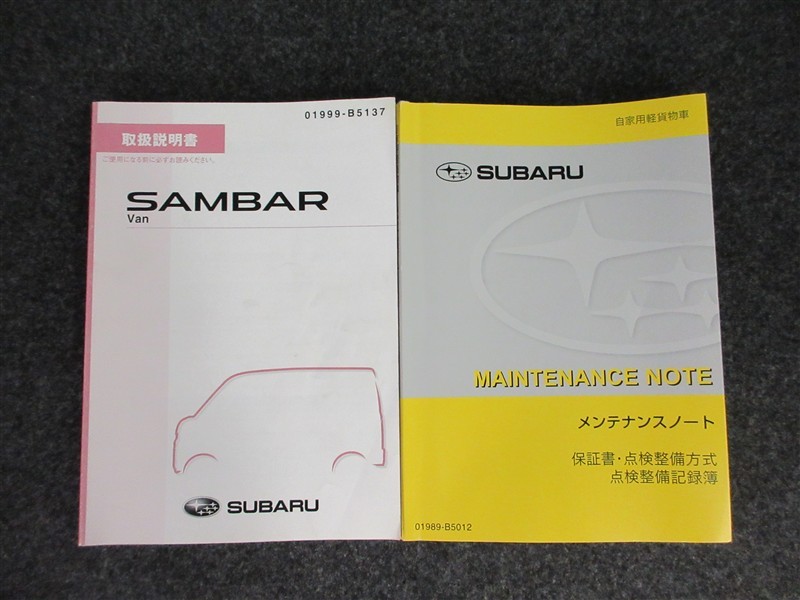 01999-B5137
取扱説明書
ご使用になる前に必ずお読みください。
SAMBAR
Van
SUBARU
自家用軽貨物車
SUBARU
MAINTENANCE NOTE
メンテナンスノート
保証書・点検整備方式
点検整備記録簿
01989-B5012